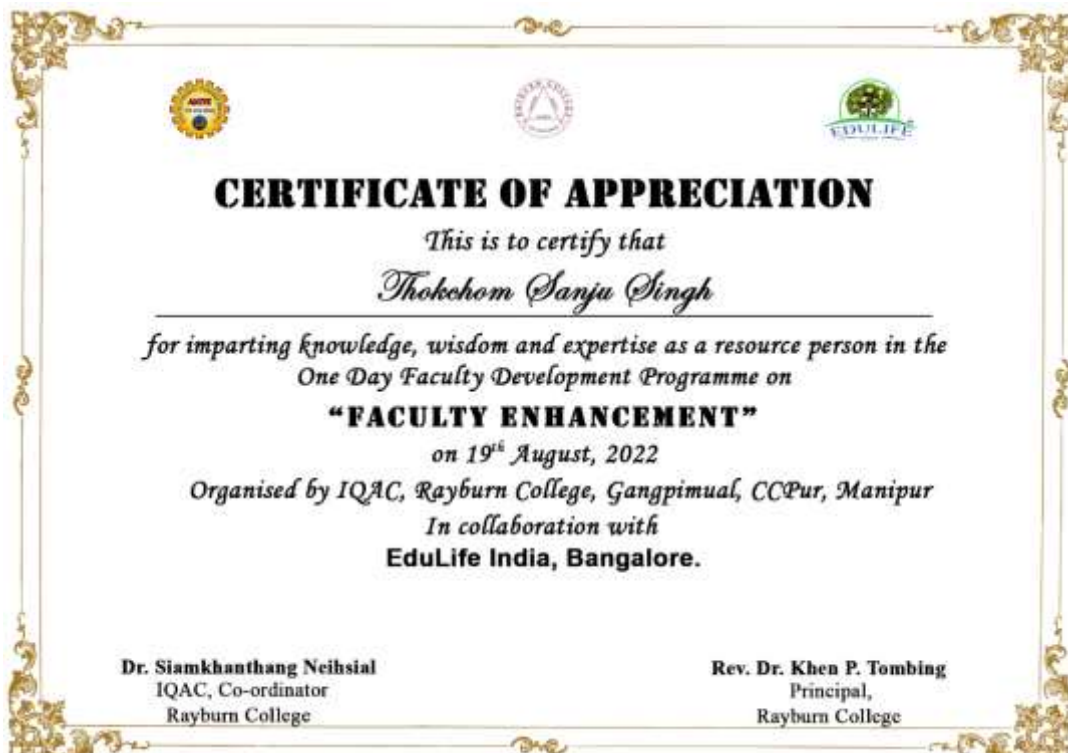 EDULIFE
CERTIFICATE OF APPRECIATION
This is to certify that
Thokchom Sanju Singh
for imparting knowledge, wisdom and expertise as a resource person in the
One Day Faculty Development Programme on
“FACULTY ENHANCEMENT”
on 19th August, 2022
Organised by IQAC, Rayburn College, Gangpimual, CCPur, Manipur
In collaboration with
EduLife India, Bangalore.
Dr. Siamkhanthang Neihsial
IQAC, Co-ordinator
Rayburn College
Rev. Dr. Khen P. Tombing
Principal,
Rayburn College